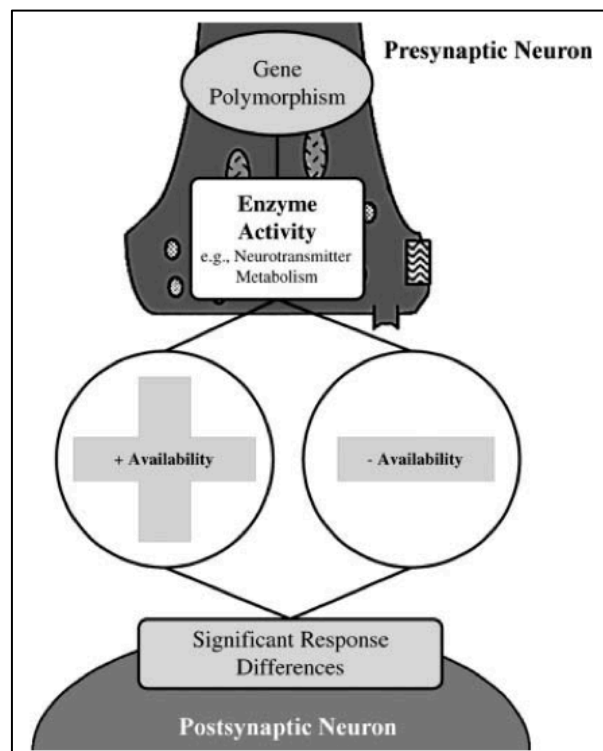 Presynaptic Neuron
Gene
Polymorphism
Enzyme
Activity
e.g., Neurotransmitter
Metabolism
+ Availability
- Availability
Significant Response
Differences
Postsynaptic Neuron